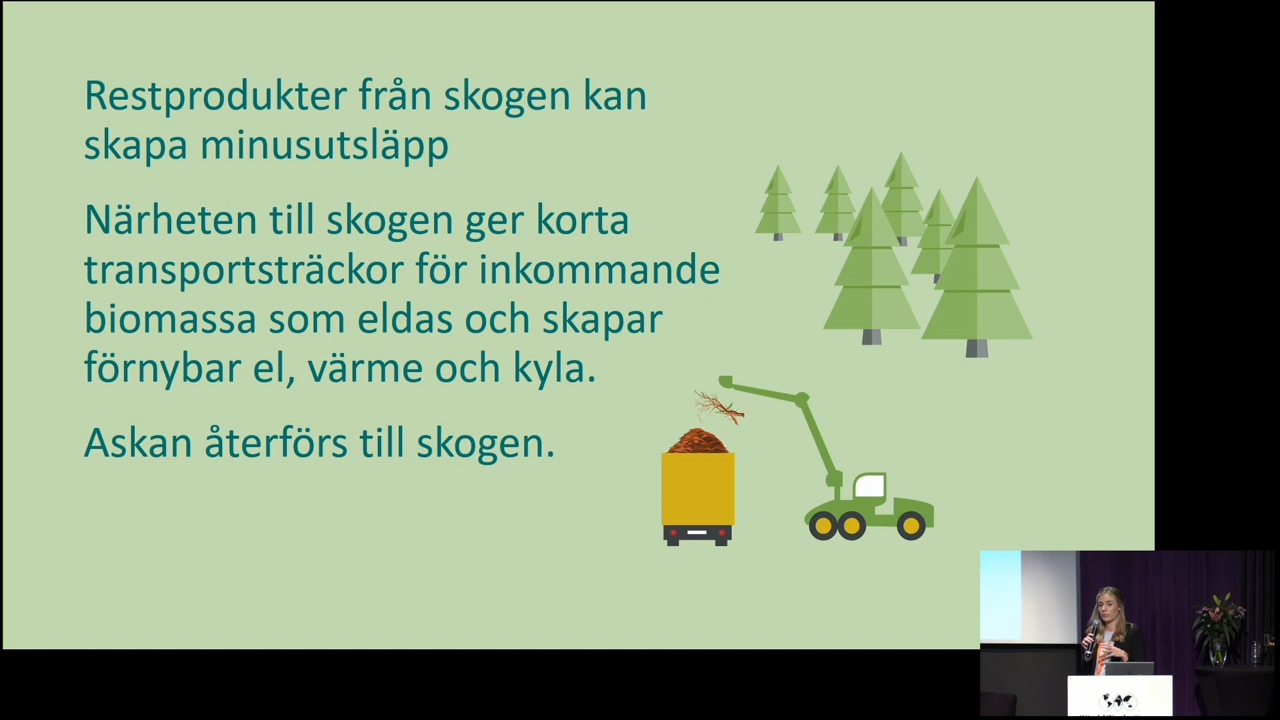 Restprodukter från skogen kan
skapa minusutsläpp
Närheten till skogen ger korta
transportsträckor för inkommande
biomassa som eldas och skapar
förnybar el, värme och kyla.
Askan återförs till skogen.